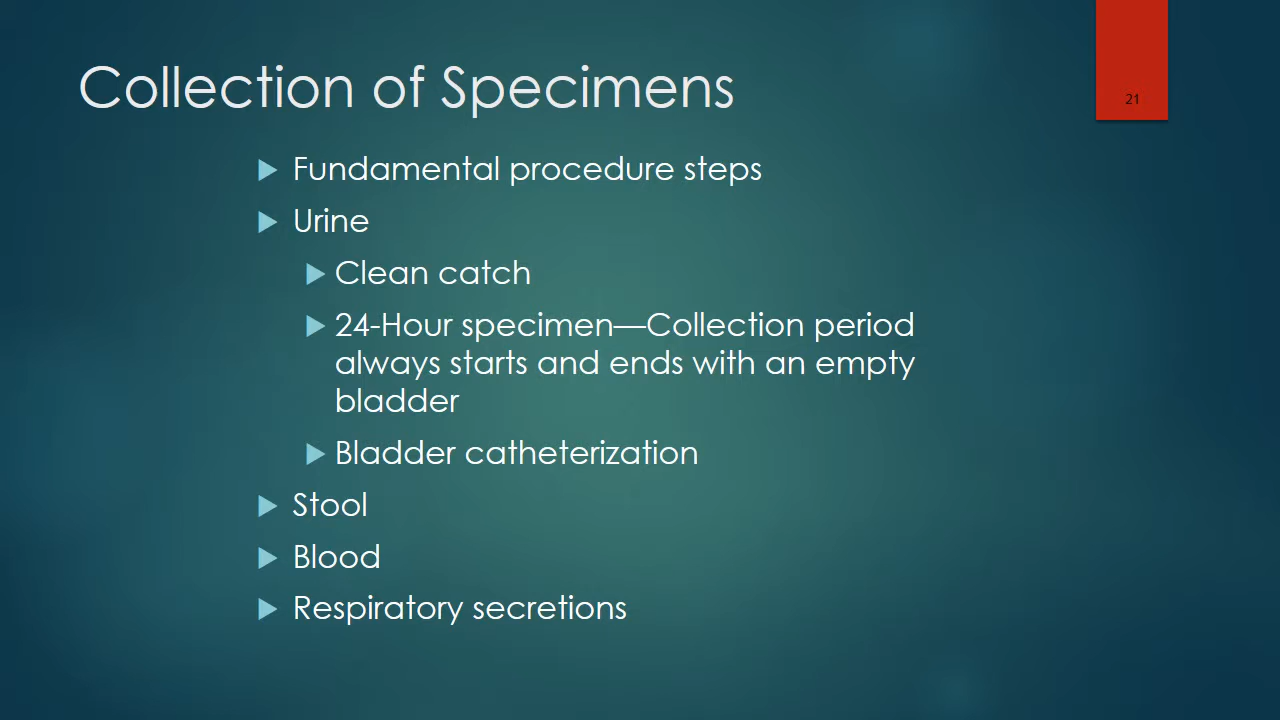 Collection of Specimens
21
Fundamental procedure steps
Urine
Clean catch
24-Hour specimen—Collection period
always starts and ends with an empty
bladder
Bladder catheterization
Stool
Blood
Respiratory secretions